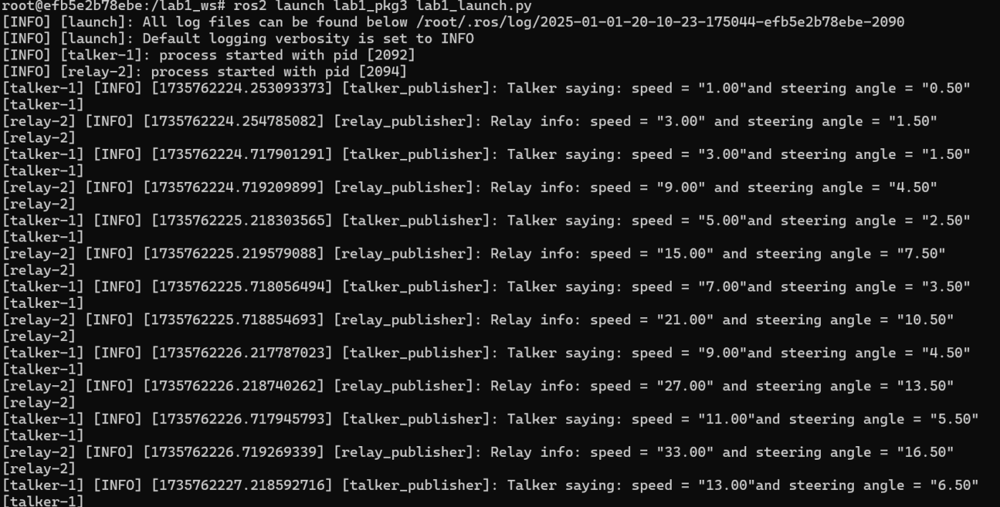 root@efb5e2b78ebe:/lab1_ws# ros2 launch lab1_pkg3 lab1_launch.py
[INFO] [launch]: All log files can be found below /root/.ros/log/2025-01-01-20-10-23-175044-efb5e2b78ebe-2090
[INFO] [launch]: Default logging verbosity is set to INFO
[INFO] [talker-1]: process started with pid [2092]
[INFO] [relay-2]: process started with pid [2094]
[talker-1] [INFO] [1735762224.253093373] [talker_publisher]: Talker saying: speed = "1.00"and steering angle = "0.50"
[talker-1]
[relay-2] [INFO] [1735762224.254785082] [relay_publisher]: Relay info: speed = "3.00" and steering angle = "1.50"
[relay-2]
[talker-1] [INFO] [1735762224.717901291] [talker_publisher]: Talker saying: speed = "3.00"and steering angle = "1.50"
[talker-1]
[relay-2] [INFO] [1735762224.719209899] [relay_publisher]: Relay info: speed = "9.00" and steering angle = "4.50"
[relay-2]
[talker-1] [INFO] [1735762225.218303565] [talker_publisher]: Talker saying: speed = "5.00"and steering angle = "2.50"
[talker-1]
[relay-2] [INFO] [1735762225.219579088] [relay_publisher]: Relay info: speed = "15.00" and steering angle = "7.50"
[relay-2]
[talker-1] [INFO] [1735762225.718056494] [talker_publisher]: Talker saying: speed = "7.00"and steering angle = "3.50"
[talker-1]
[relay-2] [INFO] [1735762225.718854693] [relay_publisher]: Relay info: speed = "21.00" and steering angle = "10.50"
[relay-2]
[talker-1] [INFO] [1735762226.217787023] [talker_publisher]: Talker saying: speed = "9.00"and steering angle = "4.50"
[talker-1]
[relay-2] [INFO] [1735762226.218740262] [relay_publisher]: Relay info: speed = "27.00" and steering angle = "13.50"
[relay-2]
[talker-1] [INFO] [1735762226.717945793] [talker_publisher]: Talker saying: speed = "11.00"and steering angle = "5.50"
[talker-1]
[relay-2] [INFO] [1735762226.719269339] [relay_publisher]: Relay info: speed = "33.00" and steering angle = "16.50"
[relay-2]
[talker-1] [INFO] [1735762227.218592716] [talker_publisher]: Talker saying: speed = "13.00"and steering angle = "6.50"
[talker-1]